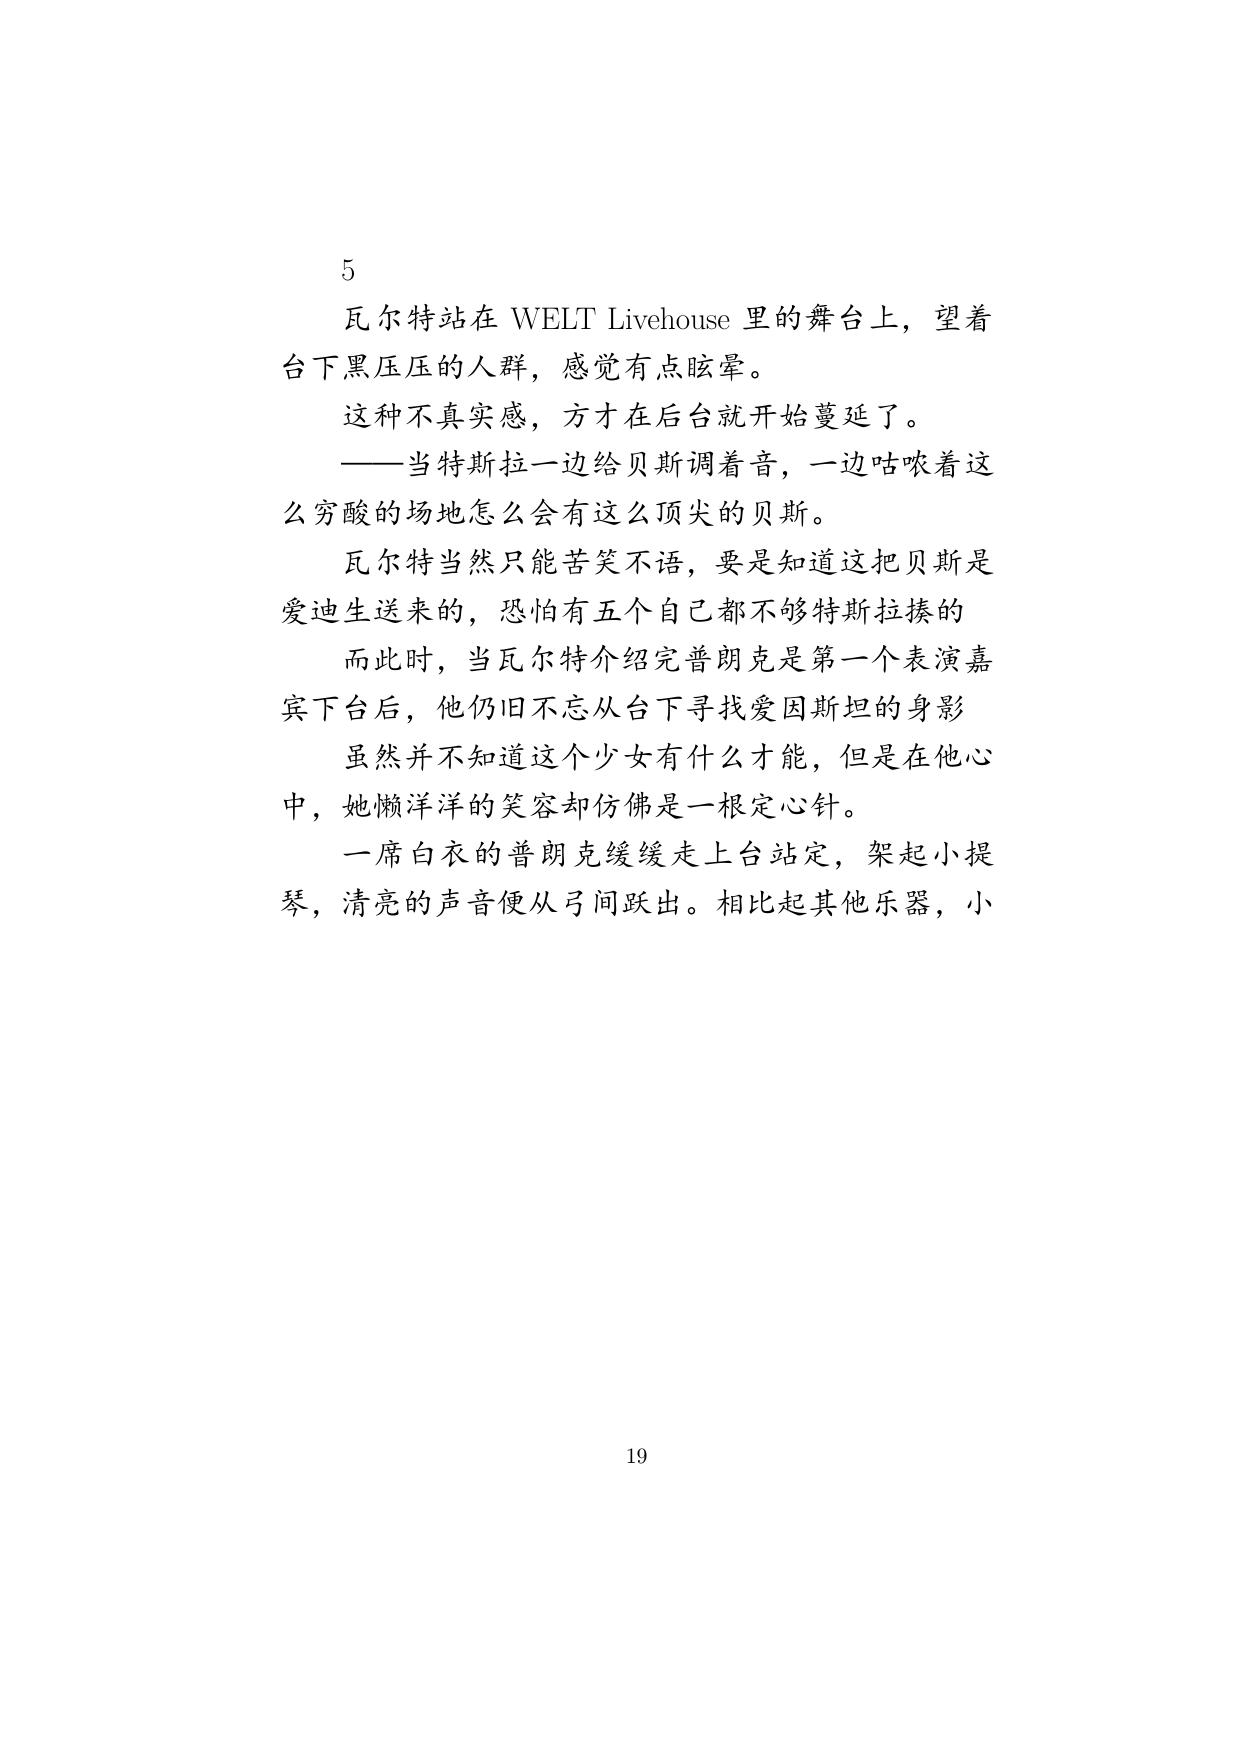 5
瓦尔特站在 WELT Livehouse 里的舞台上，望着
台下黑压压的人群，感觉有点眩晕。
这种不真实感，方才在后台就开始蔓延了。
——当特斯拉一边给贝斯调着音，一边咕哝着这
么穷酸的场地怎么会有这么顶尖的贝斯。
瓦尔特当然只能苦笑不语，要是知道这把贝斯是
爱迪生送来的，恐怕有五个自己都不够特斯拉揍的
而此时，当瓦尔特介绍完普朗克是第一个表演嘉
宾下台后，他仍旧不忘从台下寻找爱因斯坦的身影
虽然并不知道这个少女有什么才能，但是在他心
中，她懒洋洋的笑容却仿佛是一根定心针。
一席白衣的普朗克缓缓走上台站定，架起小提
琴，清亮的声音便从弓间跃出。相比起其他乐器，小
19